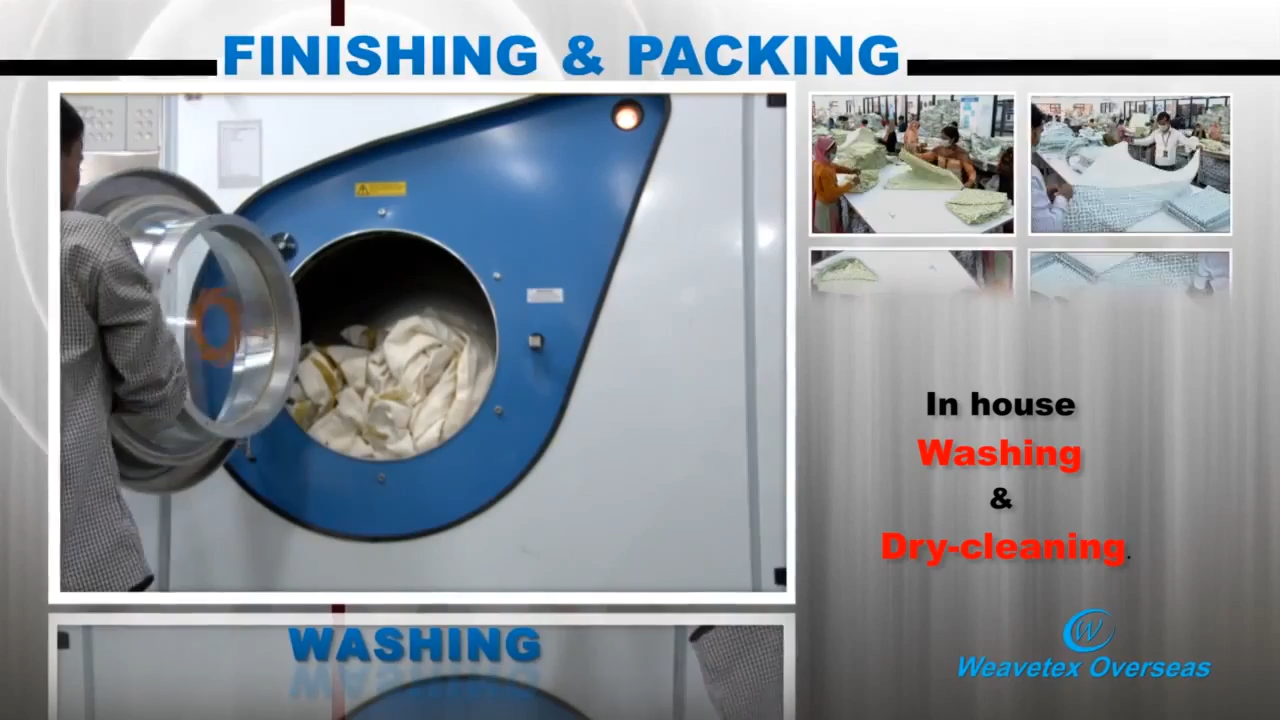 FINISHING & PACKING
In house
Washing
&
Dry-cleaning.
WASHING
W
Weavetex Overseas